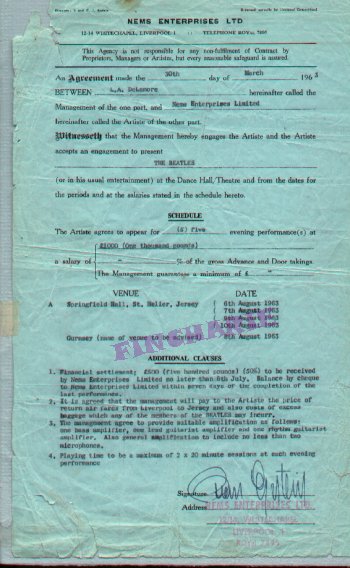 NEMS ENTERPRISES LTD
12-14 WHITECHAPEL, LIVERPOOL 1 TELEPHONE ROYAL 7895
This Agency is not responsible for any non-fulfilment of Contract by
Proprietors, Managers or Artistes, but every reasonable safeguard is assured.
An Agreement made the 30th day of March 1963
BETWEEN L.A. Delamore hereinafter called the
Management of the one part, and Nems Enterprises Limited
hereinafter called the Artiste of the other part.
Witnesseth that the Management hereby engages the Artiste and the Artiste
accepts an engagement to present
THE BEATLES
(or in his usual entertainment) at the Dance Hall, Theatre and from the dates for
the periods and at the salaries stated in the schedule hereto.
SCHEDULE
The Artiste agrees to appear for (5) five evening performance(s) at
£1000 (One thousand pounds)
a salary of " % of the gross Advance and Door takings.
The Management guarantee a minimum of £ "
VENUE DATE
A Springfield Hall, St. Helier, Jersey ( 6th August 1963
( 7th August 1963
( 9th August 1963
( 10th August 1963
Guernsey (name of venue to be advised) 8th August 1963
FINCHARIE
ADDITIONAL CLAUSES
1. Financial settlement; £500 (five hundred pounds) (50%) to be received
by Nems Enterprises Limited no later than 6th July, Balance by cheque
to Nems Enterprises Limited within seven days of the completion of the
last performance.
2. It is agreed that the management will pay to the Artiste the price of
return air fares from Liverpool to Jersey and also costs of excess
baggage which any of the members of the BEATLES may incurr.
3. The management agree to provide suitable amplification as follows:
one bass amplifier, one lead guitarist amplifier and one rhythm guitarist
amplifier. Also general amplification to include no less than two
microphones.
4. Playing time to be a maximum of 2 x 20 minute sessions at each evening
performance
Signature Brian Epstein
Address NEMS ENTERPRISES LTD.
12/14, WHITECHAPEL
LIVERPOOL 1
ROYAL 7895